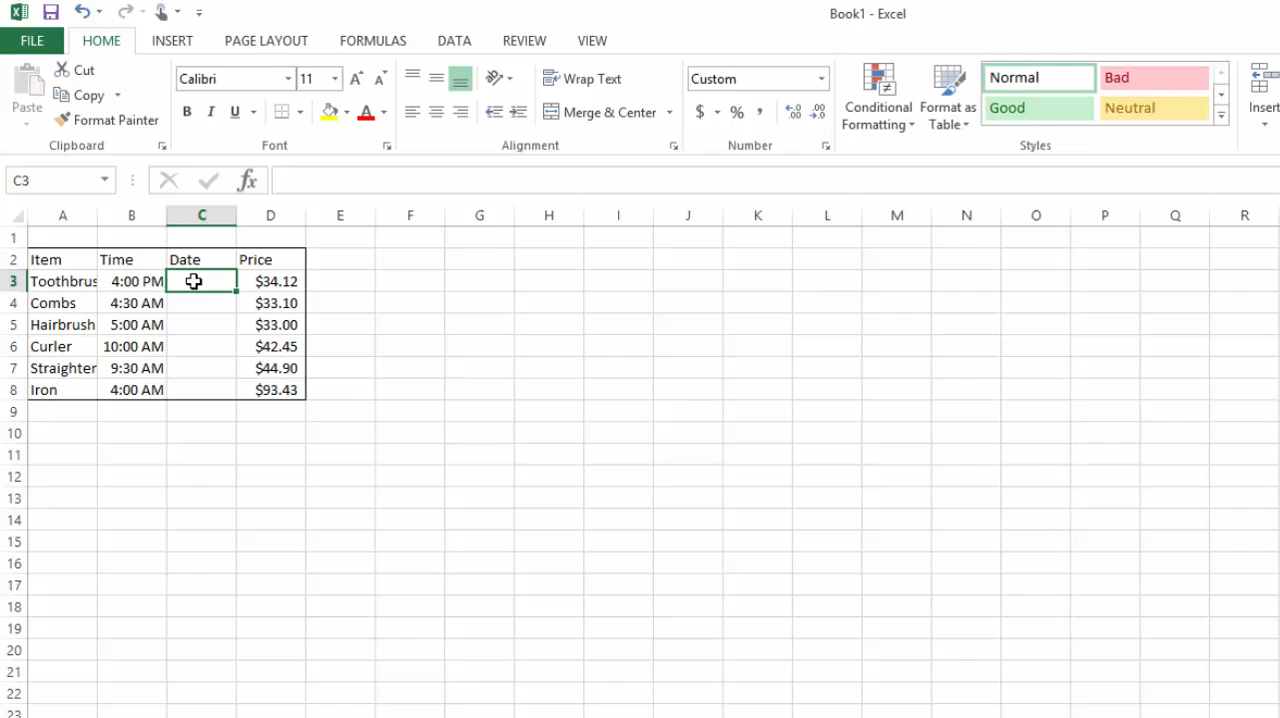 Book1 - Excel
FILE HOME INSERT PAGE LAYOUT FORMULAS DATA REVIEW VIEW
Paste
Cut
Copy
Format Painter
Clipboard
Calibri 11
B I U A
Font
Wrap Text
Merge & Center
Alignment
Custom
$ % ,
Number
Conditional Formatting
Format as Table
Normal Bad
Good Neutral
Styles
Insert
C3 fx
A B C D E F G H I J K L M N O P Q R
1
2 Item Time Date Price
3 Toothbrus 4:00 PM $34.12
4 Combs 4:30 AM $33.10
5 Hairbrush 5:00 AM $33.00
6 Curler 10:00 AM $42.45
7 Straighter 9:30 AM $44.90
8 Iron 4:00 AM $93.43
9
10
11
12
13
14
15
16
17
18
19
20
21
22
23